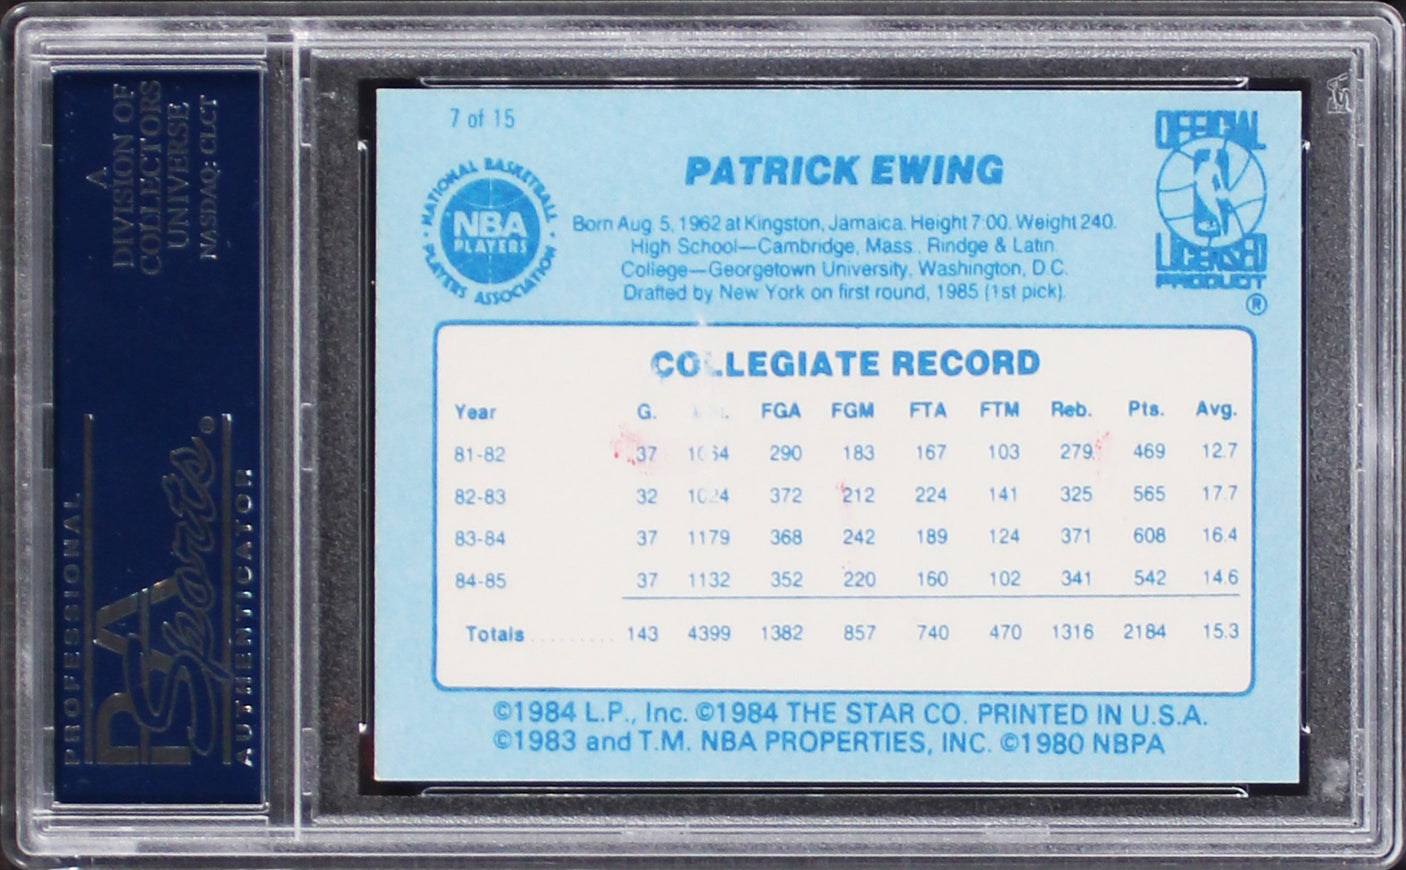 A
DIVISION OF
COLLECTORS
UNIVERSE
NASDAQ: CLCT
PROFESSIONAL
PSA
Sports®
AUTHENTICATOR
PSA
7 of 15
NATIONAL BASKETBALL
NBA
PLAYERS
PLAYERS ASSOCIATION
PATRICK EWING
Born Aug. 5, 1962 at Kingston, Jamaica. Height 7:00. Weight 240.
High School—Cambridge, Mass., Rindge & Latin.
College—Georgetown University, Washington, D.C.
Drafted by New York on first round, 1985 (1st pick).
OFFICIAL
LICENSED
PRODUCT
®
COLLEGIATE RECORD
Year G. FGA FGM FTA FTM Reb. Pts. Avg.
81-82 37 290 183 167 103 279 469 12.7
82-83 32 372 212 224 141 325 565 17.7
83-84 37 1179 368 242 189 124 371 608 16.4
84-85 37 1132 352 220 160 102 341 542 14.6
Totals .......... 143 4399 1382 857 740 470 1316 2184 15.3
©1984 L.P., Inc. ©1984 THE STAR CO. PRINTED IN U.S.A.
©1983 and T.M. NBA PROPERTIES, INC. ©1980 NBPA